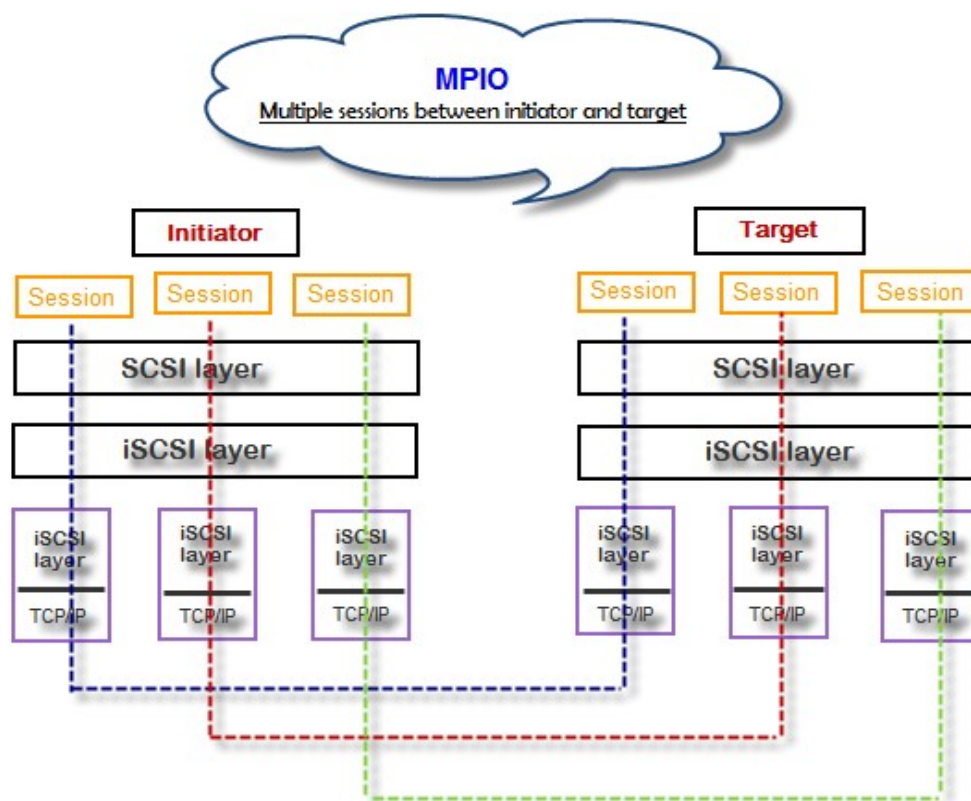 MPIO
Multiple sessions between initiator and target
Initiator
Target
Session
Session
Session
Session
Session
Session
SCSI layer
SCSI layer
iSCSI layer
iSCSI layer
iSCSI
layer
TCP/IP
iSCSI
layer
TCP/IP
iSCSI
layer
TCP/IP
iSCSI
layer
TCP/IP
iSCSI
layer
TCP/IP
iSCSI
layer
TCP/IP